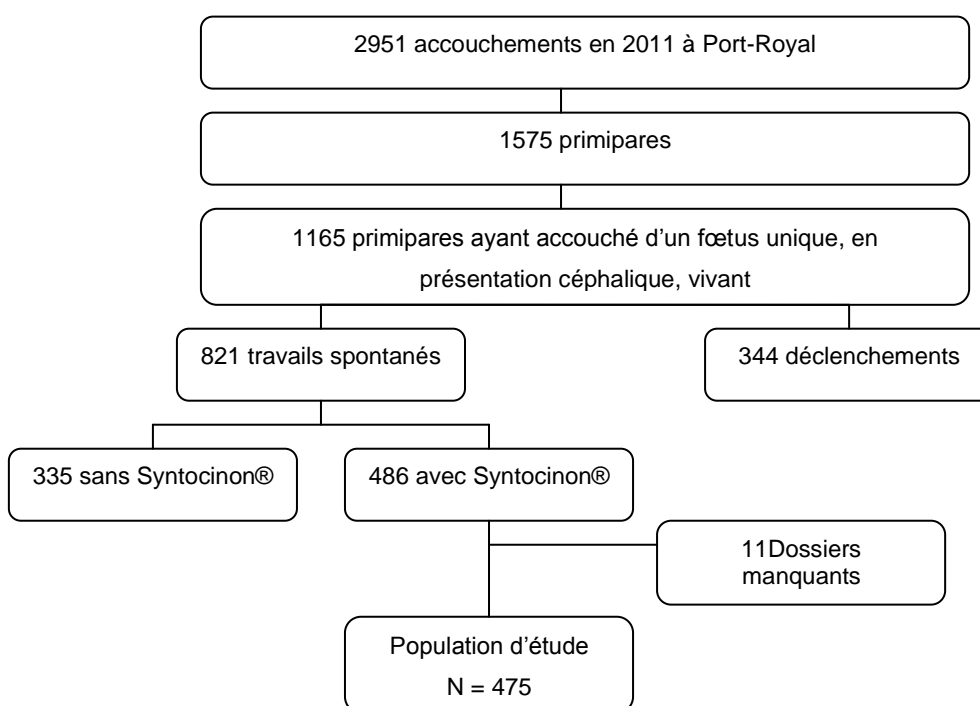 2951 accouchements en 2011 à Port-Royal
1575 primipares
1165 primipares ayant accouché d'un fœtus unique, en
présentation céphalique, vivant
821 travails spontanés
344 déclenchements
335 sans Syntocinon®
486 avec Syntocinon®
11Dossiers
manquants
Population d'étude
N = 475